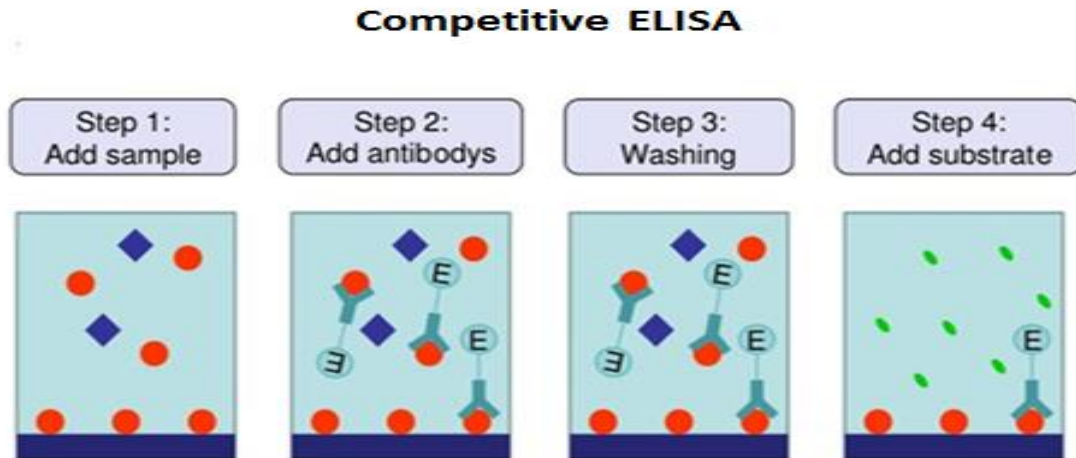 Competitive ELISA
Step 1:
Add sample
Step 2:
Add antibodys
Step 3:
Washing
Step 4:
Add substrate
E
E
E
E
E
E
E